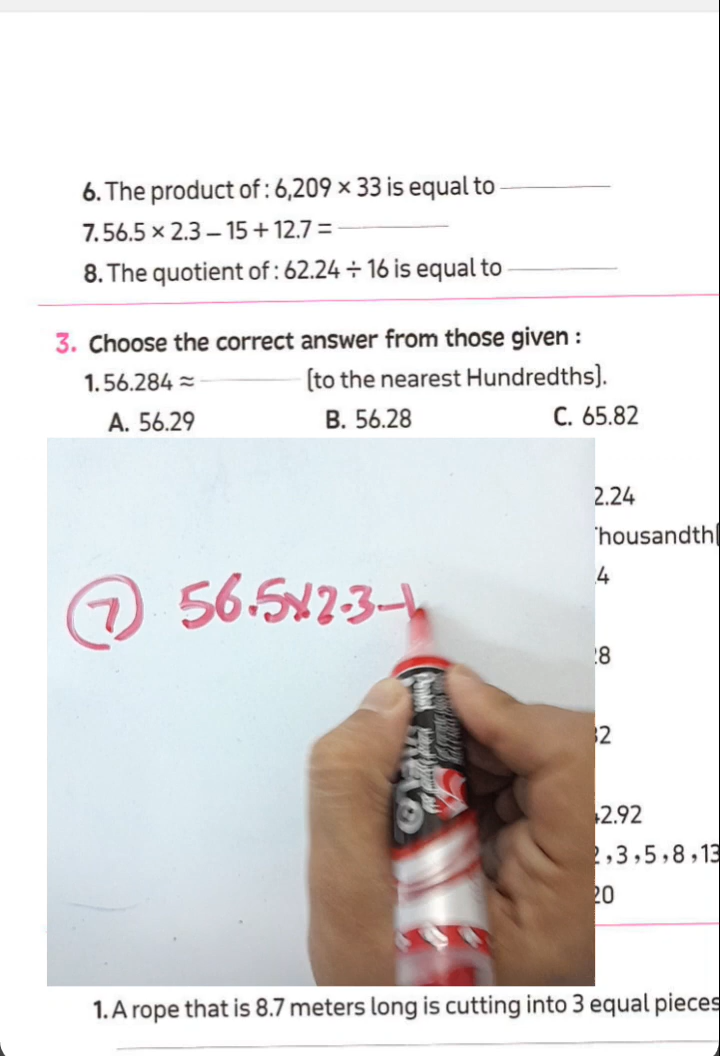 6. The product of : 6,209 × 33 is equal to
7. 56.5 × 2.3 – 15 + 12.7 =
8. The quotient of : 62.24 ÷ 16 is equal to
3. Choose the correct answer from those given :
1. 56.284 ≈ (to the nearest Hundredths).
A. 56.29 B. 56.28 C. 65.82
2.24
housandth
4
8
2
⑦ 56.5×2.3-1
2.92
,3,5,8,13
20
1. A rope that is 8.7 meters long is cutting into 3 equal pieces